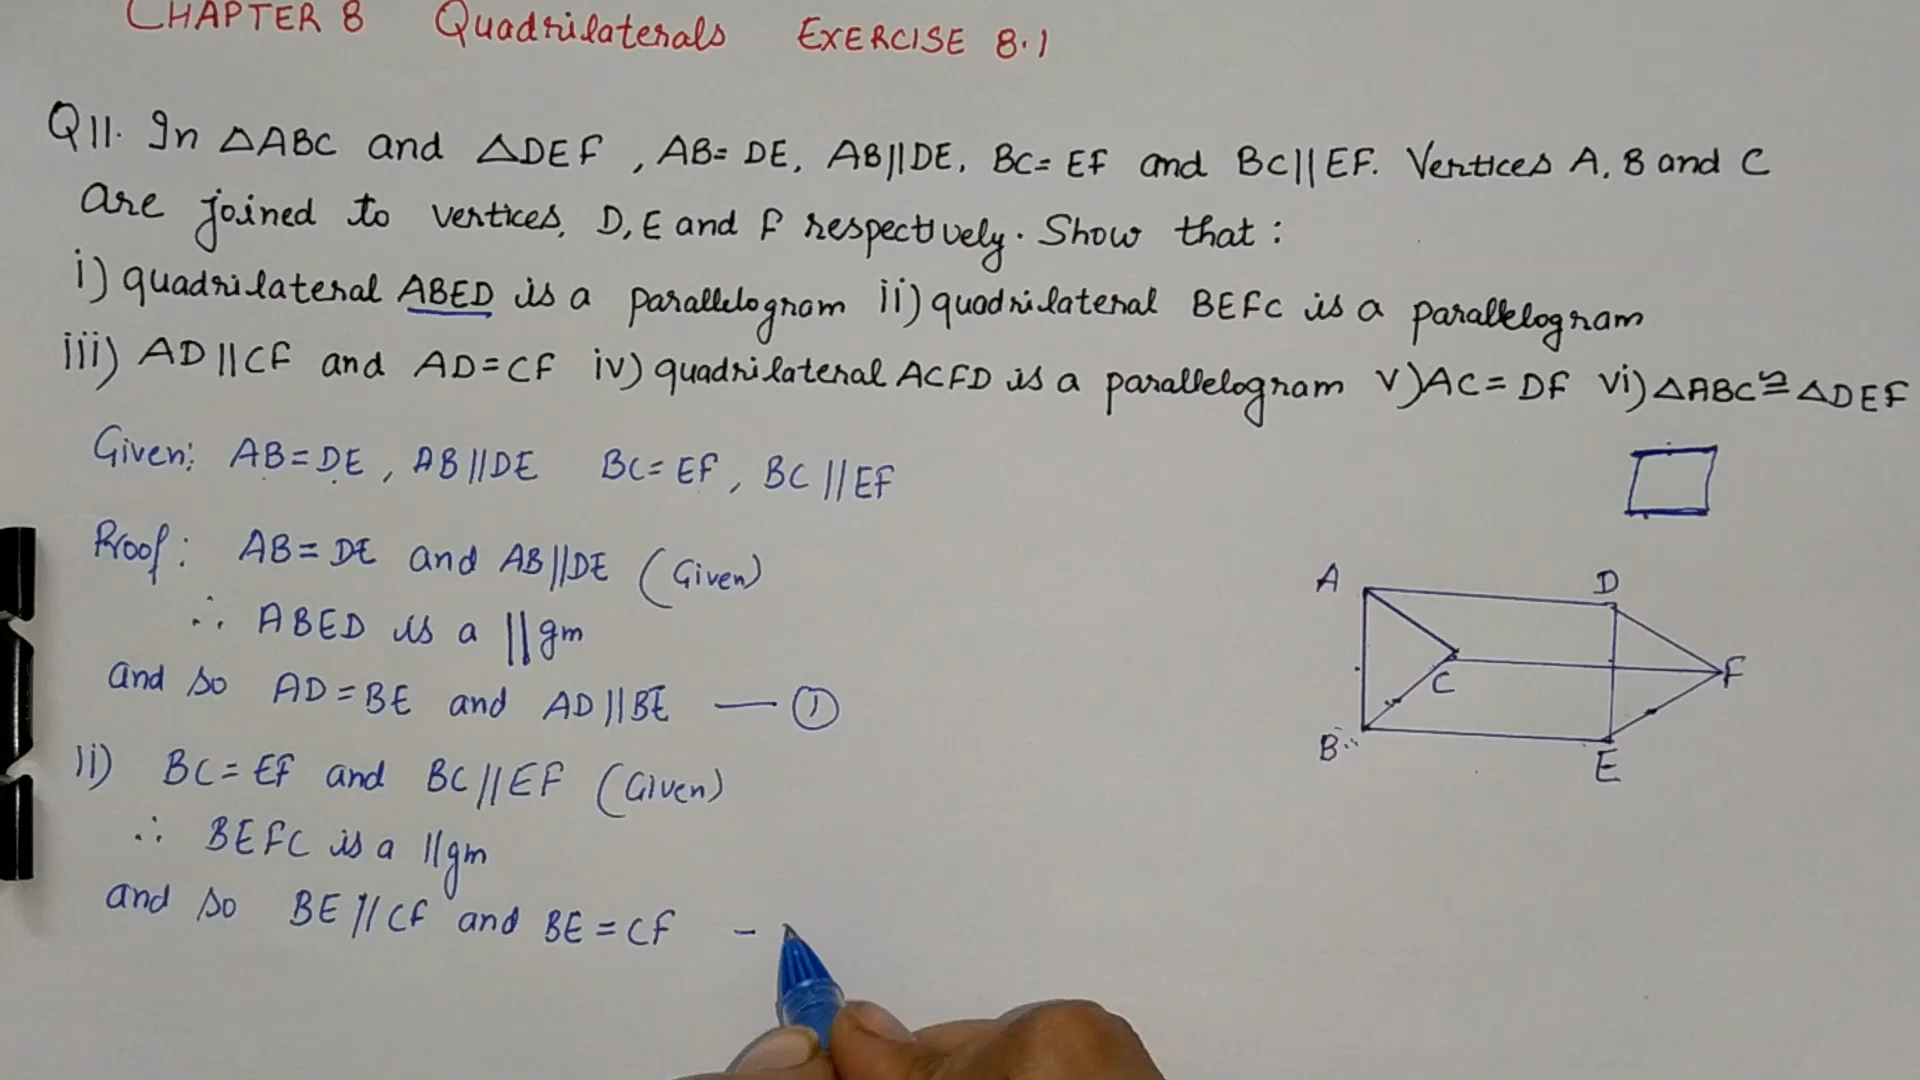 CHAPTER 8 Quadrilaterals EXERCISE 8.1
Q11. In △ABC and △DEF, AB= DE, AB||DE, BC= EF and BC||EF. Vertices A, B and C
are joined to vertices, D, E and F respectively. Show that :
i) quadrilateral ABED is a parallelogram ii) quadrilateral BEFC is a parallelogram
iii) AD||CF and AD=CF iv) quadrilateral ACFD is a parallelogram v) AC= DF vi) △ABC≅△DEF
Given: AB=DE, AB||DE BC= EF, BC||EF
Proof: AB= DE and AB||DE (Given)
∴ ABED is a ||gm
and so AD=BE and AD||BE — ①
ii) BC= EF and BC||EF (Given)
∴ BEFC is a ||gm
and so BE||CF and BE=CF –
A
D
C
F
B
E